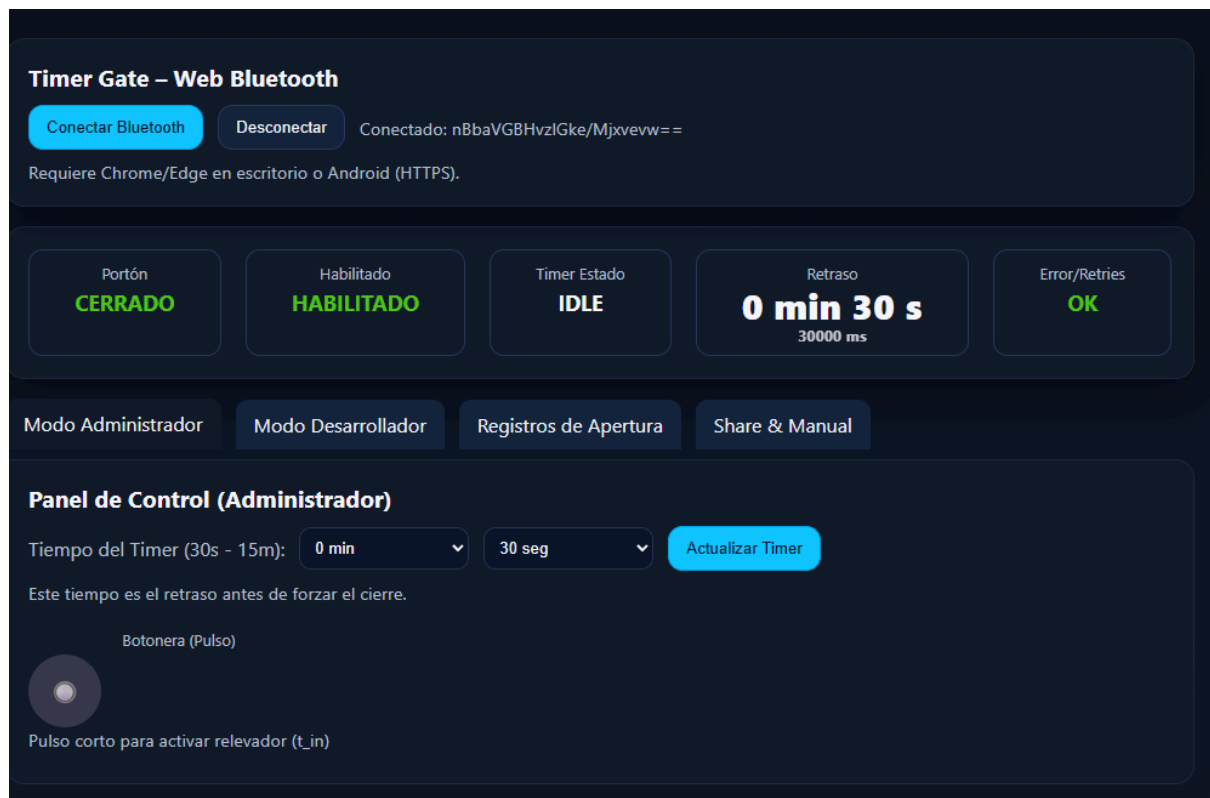 Timer Gate – Web Bluetooth
Conectar Bluetooth Desconectar Conectado: nBbaVGBHvzlGke/Mjxvevw==
Requiere Chrome/Edge en escritorio o Android (HTTPS).
Portón Habilitado Timer Estado Retraso Error/Retries
CERRADO HABILITADO IDLE 0 min 30 s OK
30000 ms
Modo Administrador Modo Desarrollador Registros de Apertura Share & Manual
Panel de Control (Administrador)
Tiempo del Timer (30s - 15m): 0 min 30 seg Actualizar Timer
Este tiempo es el retraso antes de forzar el cierre.
Botonera (Pulso)
Pulso corto para activar relevador (t_in)